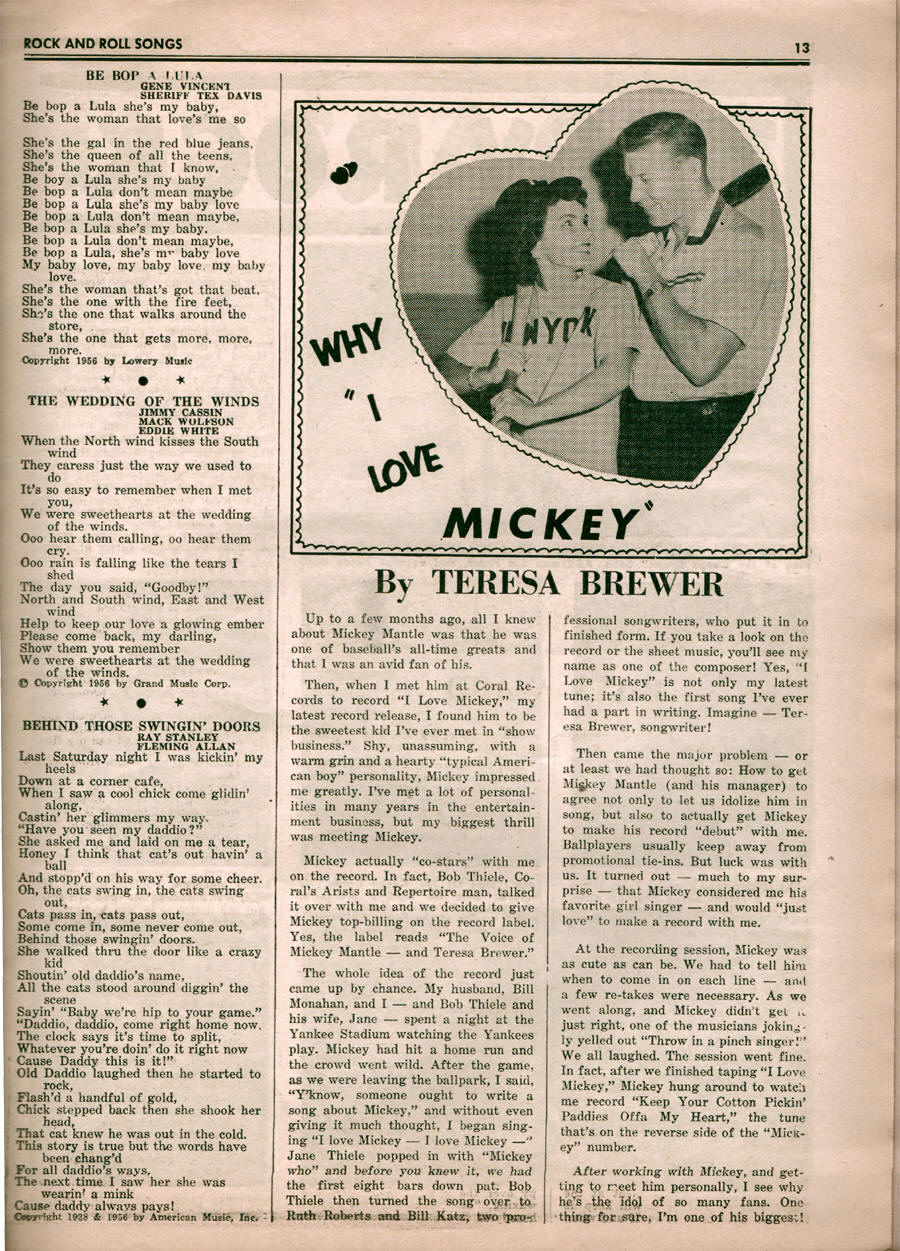 ROCK AND ROLL SONGS
13
BE BOP A LULA
GENE VINCENT
SHERIFF TEX DAVIS
Be bop a Lula she's my baby,
She's the woman that love's me so
She's the gal in the red blue jeans,
She's the queen of all the teens,
She's the woman that I know,
Be boy a Lula she's my baby
Be bop a Lula don't mean maybe
Be bop a Lula she's my baby love
Be bop a Lula don't mean maybe,
Be bop a Lula she's my baby.
Be bop a Lula don't mean maybe,
Be bop a Lula, she's my baby love
My baby love, my baby love, my baby
love.
She's the woman that's got that beat,
She's the one with the fire feet,
She's the one that walks around the
store,
She's the one that gets more, more,
more.
Copyright 1956 by Lowery Music
THE WEDDING OF THE WINDS
JIMMY CASSIN
MACK WOLFSON
EDDIE WHITE
When the North wind kisses the South
wind
They caress just the way we used to
do
It's so easy to remember when I met
you,
We were sweethearts at the wedding
of the winds.
Ooo hear them calling, oo hear them
cry.
Ooo rain is falling like the tears I
shed
The day you said, "Goodby!"
North and South wind, East and West
wind
Help to keep our love a glowing ember
Please come back, my darling,
Show them you remember
We were sweethearts at the wedding
of the winds.
© Copyright 1956 by Grand Music Corp.
BEHIND THOSE SWINGIN' DOORS
RAY STANLEY
FLEMING ALLAN
Last Saturday night I was kickin' my
heels
Down at a corner cafe,
When I saw a cool chick come glidin'
along,
Castin' her glimmers my way.
"Have you seen my daddio?"
She asked me and laid on me a tear,
Honey I think that cat's out havin' a
ball
And stopp'd on his way for some cheer.
Oh, the cats swing in, the cats swing
out,
Cats pass in, cats pass out,
Some come in, some never come out,
Behind those swingin' doors.
She walked thru the door like a crazy
kid
Shoutin' old daddio's name,
All the cats stood around diggin' the
scene
Sayin' "Baby we're hip to your game."
"Daddio, daddio, come right home now,
The clock says it's time to split,
Whatever you're doin' do it right now
Cause Daddy this is it!"
Old Daddio laughed then he started to
rock,
Flash'd a handful of gold,
Chick stepped back then she shook her
head,
That cat knew he was out in the cold.
This story is true but the words have
been chang'd
For all daddio's ways,
The next time I saw her she was
wearin' a mink
Cause daddy always pays!
Copyright 1938 & 1956 by American Music, Inc.
WHY
"I
LOVE
MICKEY"
By TERESA BREWER
Up to a few months ago, all I knew
about Mickey Mantle was that he was
one of baseball's all-time greats and
that I was an avid fan of his.
Then, when I met him at Coral Re-
cords to record "I Love Mickey," my
latest record release, I found him to be
the sweetest kid I've ever met in "show
business." Shy, unassuming, with a
warm grin and a hearty "typical Ameri-
can boy" personality, Mickey impressed
me greatly. I've met a lot of personal-
ities in many years in the entertain-
ment business, but my biggest thrill
was meeting Mickey.
Mickey actually "co-stars" with me
on the record. In fact, Bob Thiele, Co-
ral's Arists and Repertoire man, talked
it over with me and we decided to give
Mickey top-billing on the record label.
Yes, the label reads "The Voice of
Mickey Mantle — and Teresa Brewer."
The whole idea of the record just
came up by chance. My husband, Bill
Monahan, and I — and Bob Thiele and
his wife, Jane — spent a night at the
Yankee Stadium watching the Yankees
play. Mickey had hit a home run and
the crowd went wild. After the game,
as we were leaving the ballpark, I said,
"Y'know, someone ought to write a
song about Mickey," and without even
giving it much thought, I began sing-
ing "I love Mickey — I love Mickey —"
Jane Thiele popped in with "Mickey
who" and before you knew it, we had
the first eight bars down pat. Bob
Thiele then turned the song over to
Ruth Roberts and Bill Katz, two pro-
fessional songwriters, who put it in to
finished form. If you take a look on the
record or the sheet music, you'll see my
name as one of the composer! Yes, "I
Love Mickey" is not only my latest
tune; it's also the first song I've ever
had a part in writing. Imagine — Ter-
esa Brewer, songwriter!
Then came the major problem — or
at least we had thought so: How to get
Mickey Mantle (and his manager) to
agree not only to let us idolize him in
song, but also to actually get Mickey
to make his record "debut" with me.
Ballplayers usually keep away from
promotional tie-ins. But luck was with
us. It turned out — much to my sur-
prise — that Mickey considered me his
favorite girl singer — and would "just
love" to make a record with me.
At the recording session, Mickey was
as cute as can be. We had to tell him
when to come in on each line — and
a few re-takes were necessary. As we
went along, and Mickey didn't get
just right, one of the musicians joking-
ly yelled out "Throw in a pinch singer!"
We all laughed. The session went fine.
In fact, after we finished taping "I Love
Mickey," Mickey hung around to watch
me record "Keep Your Cotton Pickin'
Paddies Offa My Heart," the tune
that's on the reverse side of the "Mick-
ey" number.
After working with Mickey, and get-
ting to meet him personally, I see why
he's the idol of so many fans. One
thing for sure, I'm one of his biggest!